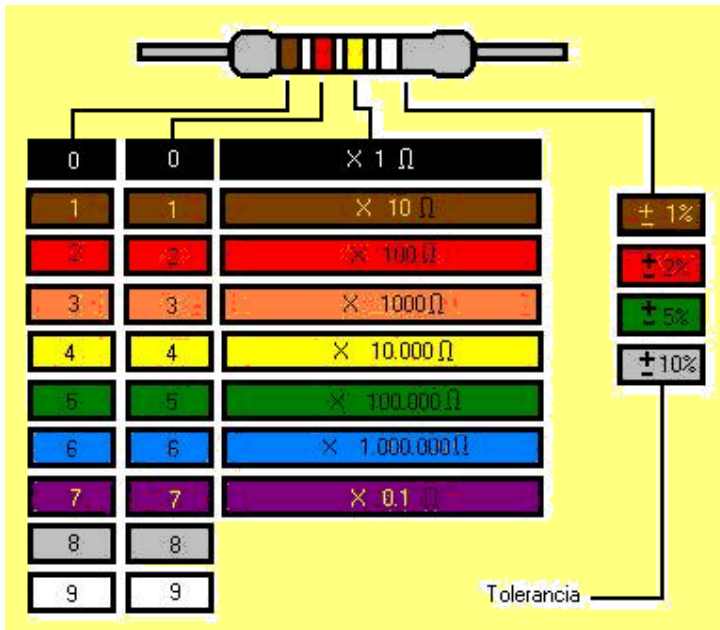 0 0 X 1 Ω
1 1 X 10 Ω ± 1%
2 2 X 100 Ω ± 2%
3 3 X 1000 Ω ± 5%
4 4 X 10.000 Ω ± 10%
5 5 X 100.000 Ω
6 6 X 1.000.000 Ω
7 7 X 0.1 Ω
8 8
9 9
Tolerancia